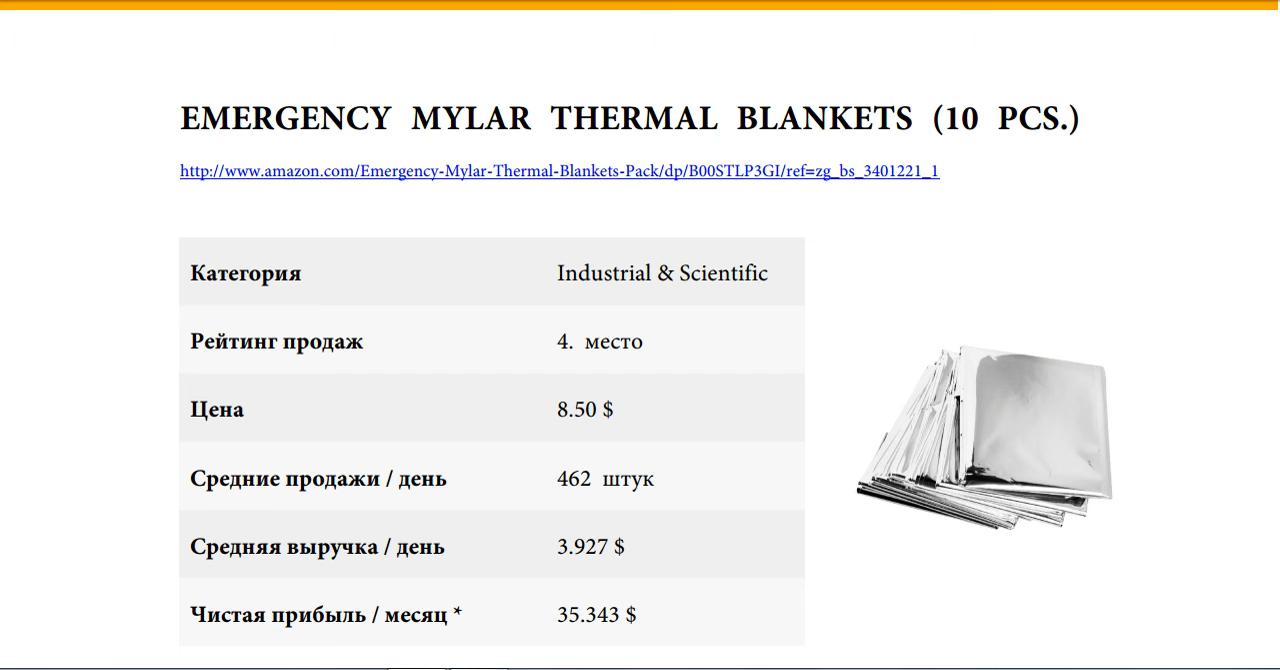 EMERGENCY MYLAR THERMAL BLANKETS (10 PCS.)
http://www.amazon.com/Emergency-Mylar-Thermal-Blankets-Pack/dp/B00STLP3GI/ref=zg_bs_3401221_1
Категория Industrial & Scientific
Рейтинг продаж 4. место
Цена 8.50 $
Средние продажи / день 462 штук
Средняя выручка / день 3.927 $
Чистая прибыль / месяц * 35.343 $